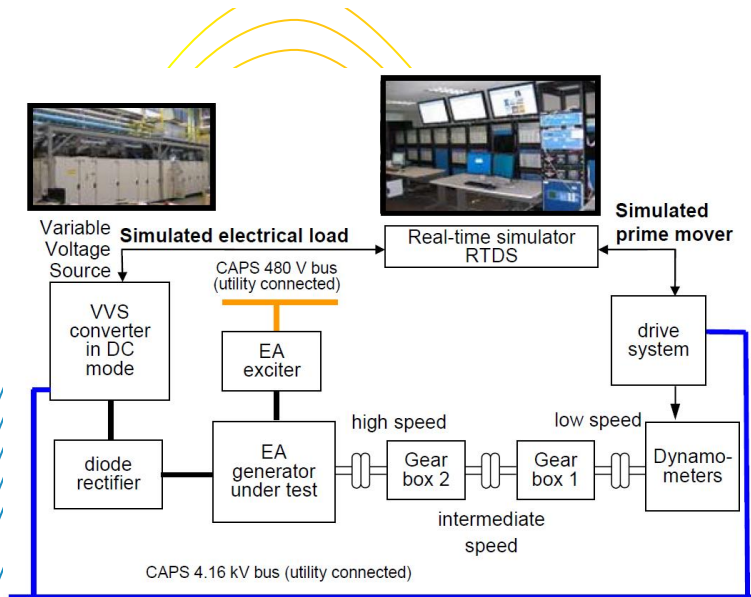 Variable
Voltage
Source
Simulated electrical load
Real-time simulator
RTDS
Simulated
prime mover
CAPS 480 V bus
(utility connected)
VVS
converter
in DC
mode
EA
exciter
drive
system
high speed
low speed
diode
rectifier
EA
generator
under test
Gear
box 2
Gear
box 1
Dynamo-
meters
intermediate
speed
CAPS 4.16 kV bus (utility connected)